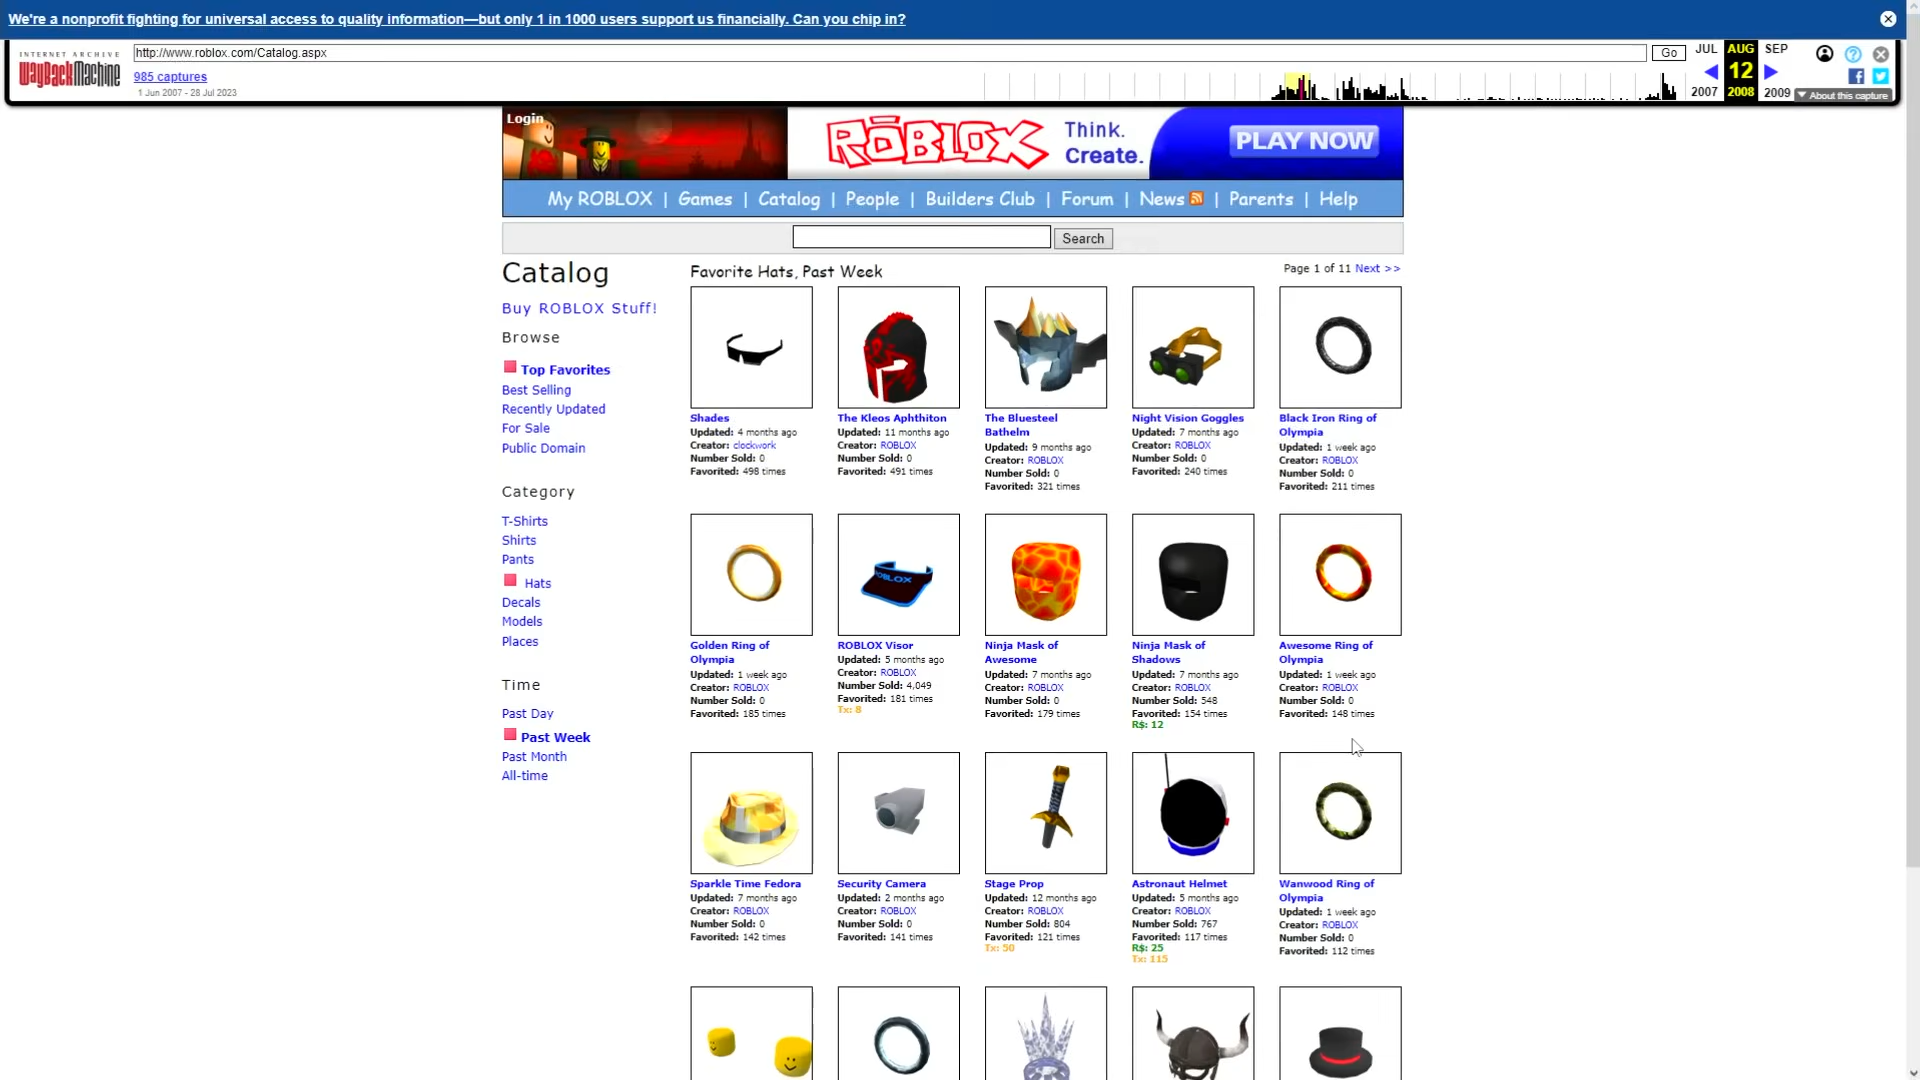 We're a nonprofit fighting for universal access to quality information—but only 1 in 1000 users support us financially. Can you chip in?
INTERNET ARCHIVE
WayBackMachine
http://www.roblox.com/Catalog.aspx
Go
JUL AUG SEP
985 captures
12
1 Jun 2007 - 28 Jul 2023
2007 2008 2009
About this capture
Login
ROBLOX
Think.
Create.
PLAY NOW
My ROBLOX | Games | Catalog | People | Builders Club | Forum | News | Parents | Help
Search
Catalog
Buy ROBLOX Stuff!
Browse
Top Favorites
Best Selling
Recently Updated
For Sale
Public Domain
Category
T-Shirts
Shirts
Pants
Hats
Decals
Models
Places
Time
Past Day
Past Week
Past Month
All-time
Favorite Hats, Past Week
Page 1 of 11 Next >>
Shades
Updated: 4 months ago
Creator: clockwork
Number Sold: 0
Favorited: 498 times
The Kleos Aphthiton
Updated: 11 months ago
Creator: ROBLOX
Number Sold: 0
Favorited: 491 times
The Bluesteel
Bathelm
Updated: 9 months ago
Creator: ROBLOX
Number Sold: 0
Favorited: 321 times
Night Vision Goggles
Updated: 7 months ago
Creator: ROBLOX
Number Sold: 0
Favorited: 240 times
Black Iron Ring of
Olympia
Updated: 1 week ago
Creator: ROBLOX
Number Sold: 0
Favorited: 211 times
Golden Ring of
Olympia
Updated: 1 week ago
Creator: ROBLOX
Number Sold: 0
Favorited: 185 times
ROBLOX
ROBLOX Visor
Updated: 5 months ago
Creator: ROBLOX
Number Sold: 4,049
Favorited: 181 times
Tx: 8
Ninja Mask of
Awesome
Updated: 7 months ago
Creator: ROBLOX
Number Sold: 0
Favorited: 179 times
Ninja Mask of
Shadows
Updated: 7 months ago
Creator: ROBLOX
Number Sold: 548
Favorited: 154 times
R$: 12
Awesome Ring of
Olympia
Updated: 1 week ago
Creator: ROBLOX
Number Sold: 0
Favorited: 148 times
Sparkle Time Fedora
Updated: 7 months ago
Creator: ROBLOX
Number Sold: 0
Favorited: 142 times
Security Camera
Updated: 2 months ago
Creator: ROBLOX
Number Sold: 0
Favorited: 141 times
Stage Prop
Updated: 12 months ago
Creator: ROBLOX
Number Sold: 804
Favorited: 121 times
Tx: 50
Astronaut Helmet
Updated: 5 months ago
Creator: ROBLOX
Number Sold: 767
Favorited: 117 times
R$: 25
Tx: 115
Wanwood Ring of
Olympia
Updated: 1 week ago
Creator: ROBLOX
Number Sold: 0
Favorited: 112 times